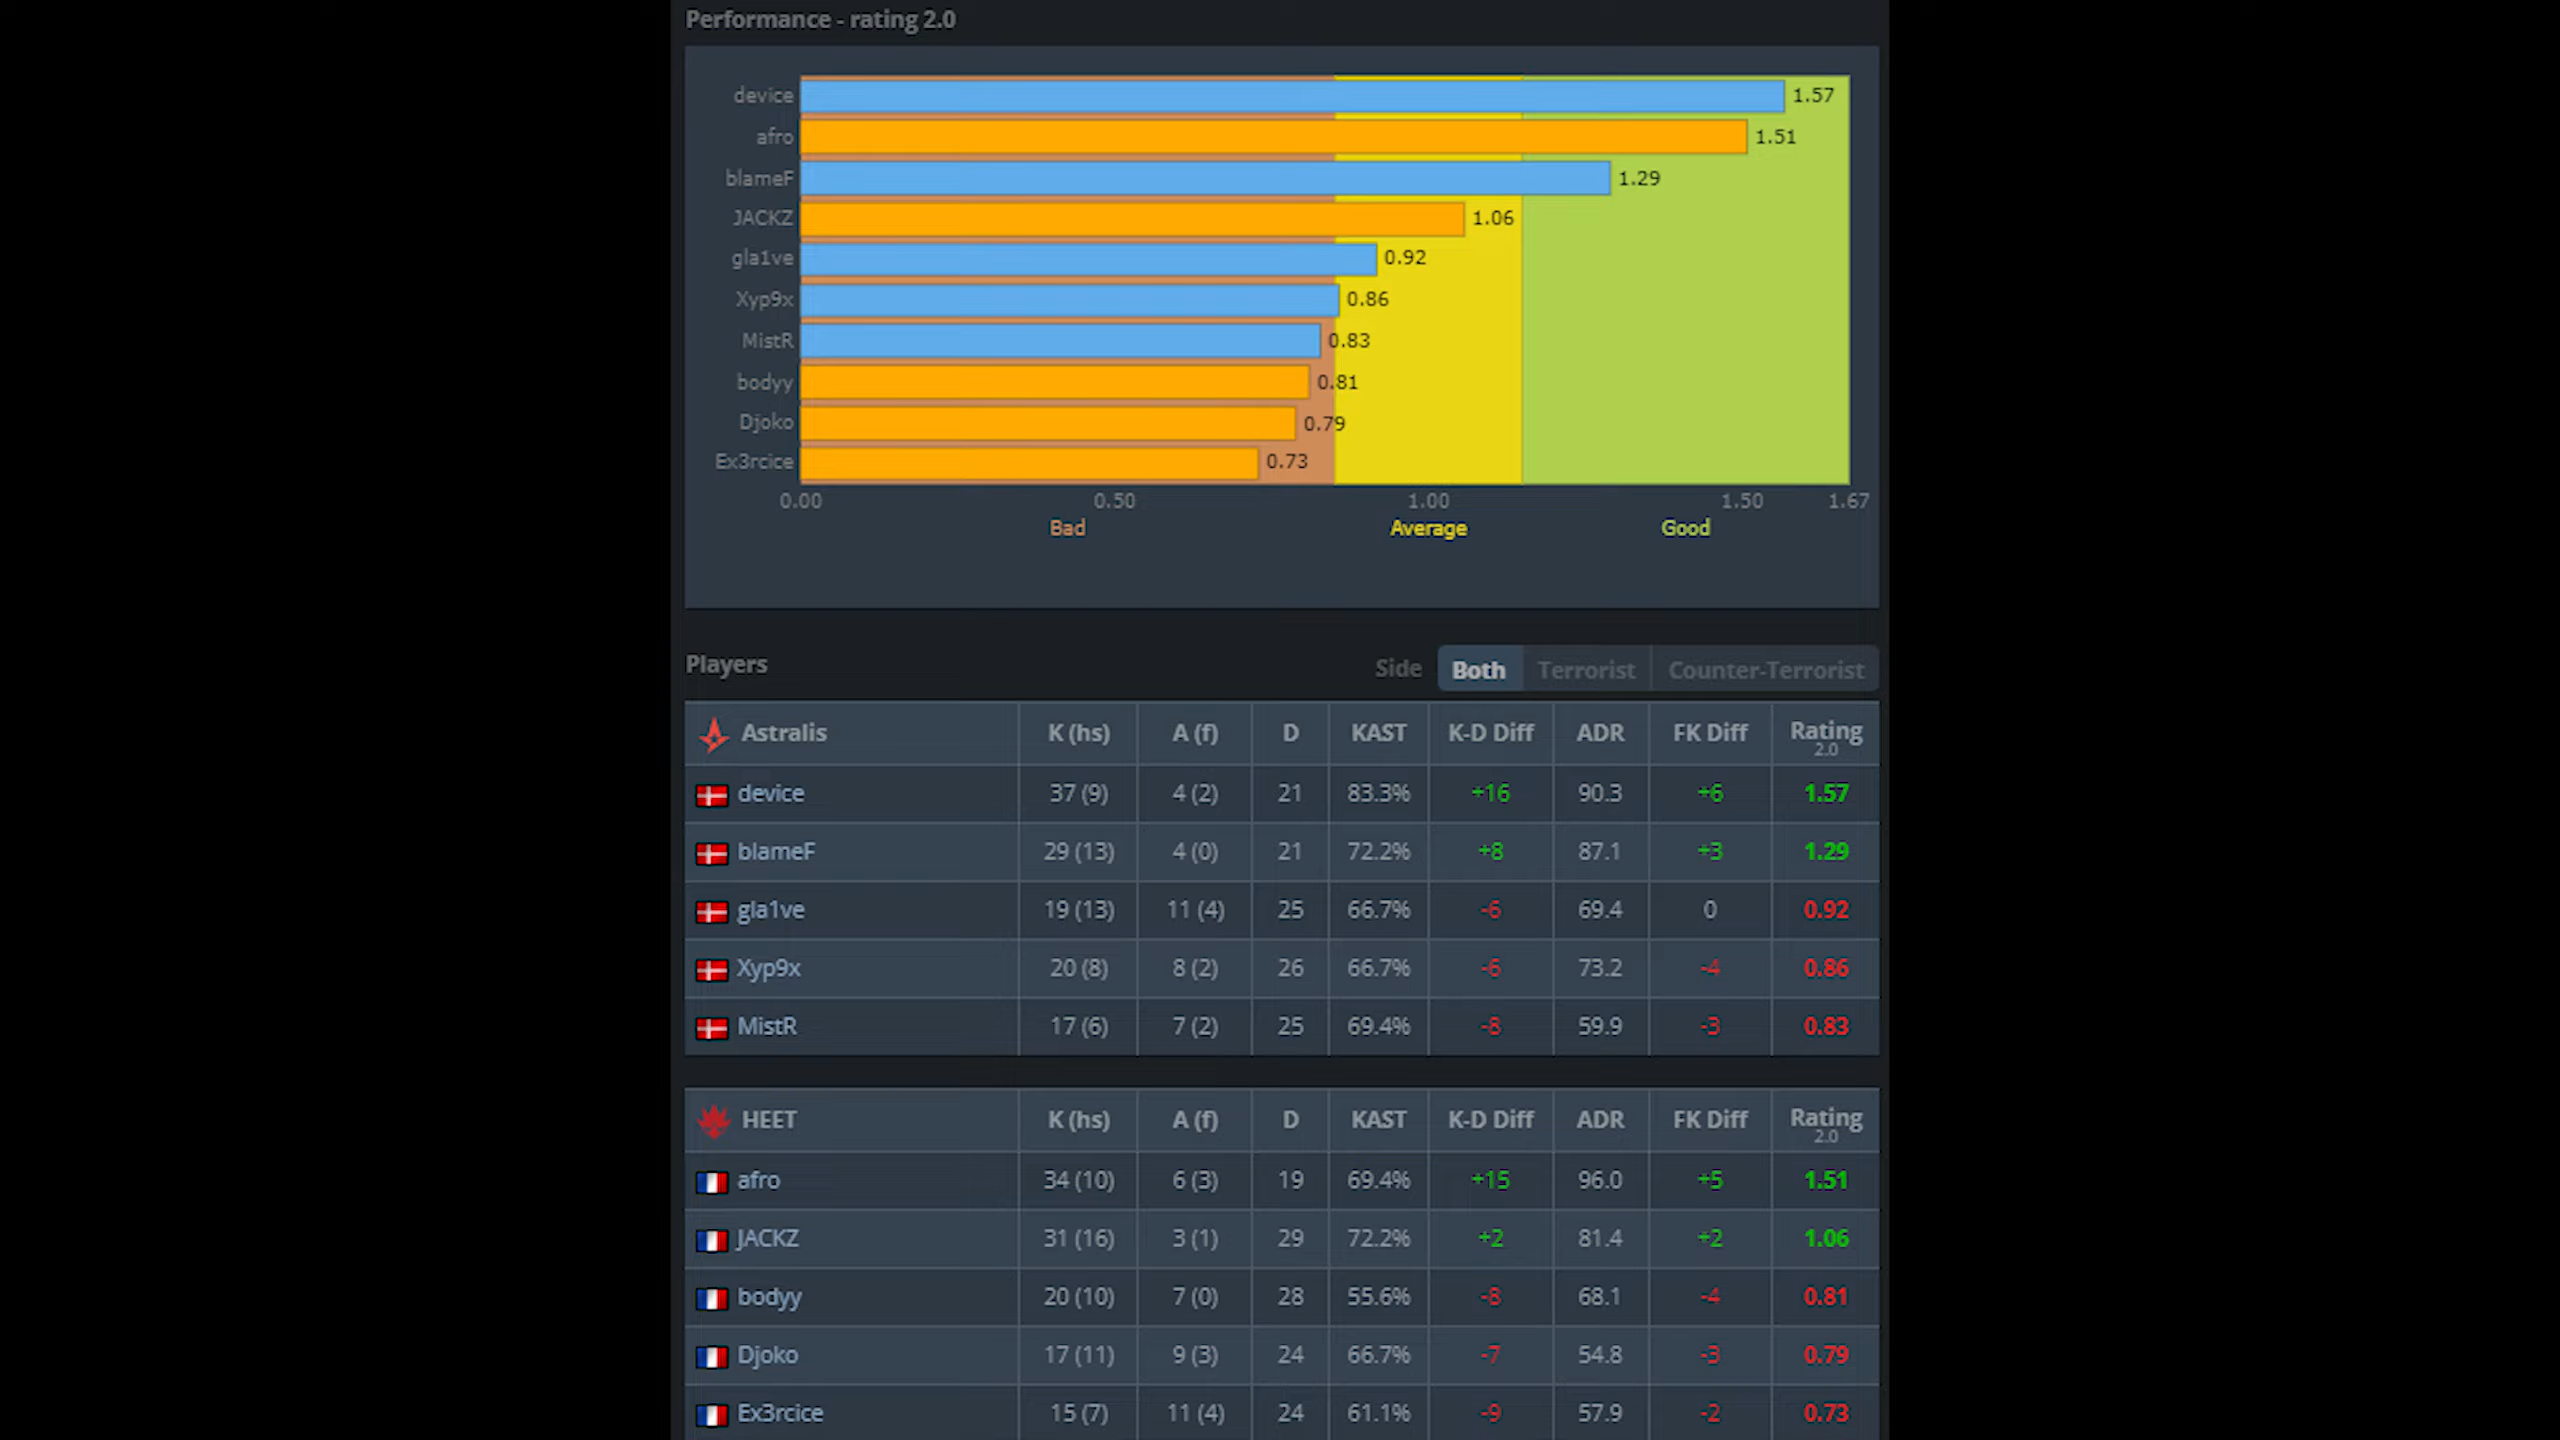 Performance - rating 2.0
device 1.57
afro 1.51
blameF 1.29
JACKZ 1.06
gla1ve 0.92
Xyp9x 0.86
MistR 0.83
bodyy 0.81
Djoko 0.79
Ex3rcice 0.73
0.00 0.50 1.00 1.50 1.67
Bad Average Good
Players Side Both Terrorist Counter-Terrorist
Astralis K (hs) A (f) D KAST K-D Diff ADR FK Diff Rating 2.0
device 37 (9) 4 (2) 21 83.3% +16 90.3 +6 1.57
blameF 29 (13) 4 (0) 21 72.2% +8 87.1 +3 1.29
gla1ve 19 (13) 11 (4) 25 66.7% -6 69.4 0 0.92
Xyp9x 20 (8) 8 (2) 26 66.7% -6 73.2 -4 0.86
MistR 17 (6) 7 (2) 25 69.4% -8 59.9 -3 0.83
HEET K (hs) A (f) D KAST K-D Diff ADR FK Diff Rating 2.0
afro 34 (10) 6 (3) 19 69.4% +15 96.0 +5 1.51
JACKZ 31 (16) 3 (1) 29 72.2% +2 81.4 +2 1.06
bodyy 20 (10) 7 (0) 28 55.6% -8 68.1 -4 0.81
Djoko 17 (11) 9 (3) 24 66.7% -7 54.8 -3 0.79
Ex3rcice 15 (7) 11 (4) 24 61.1% -9 57.9 -2 0.73